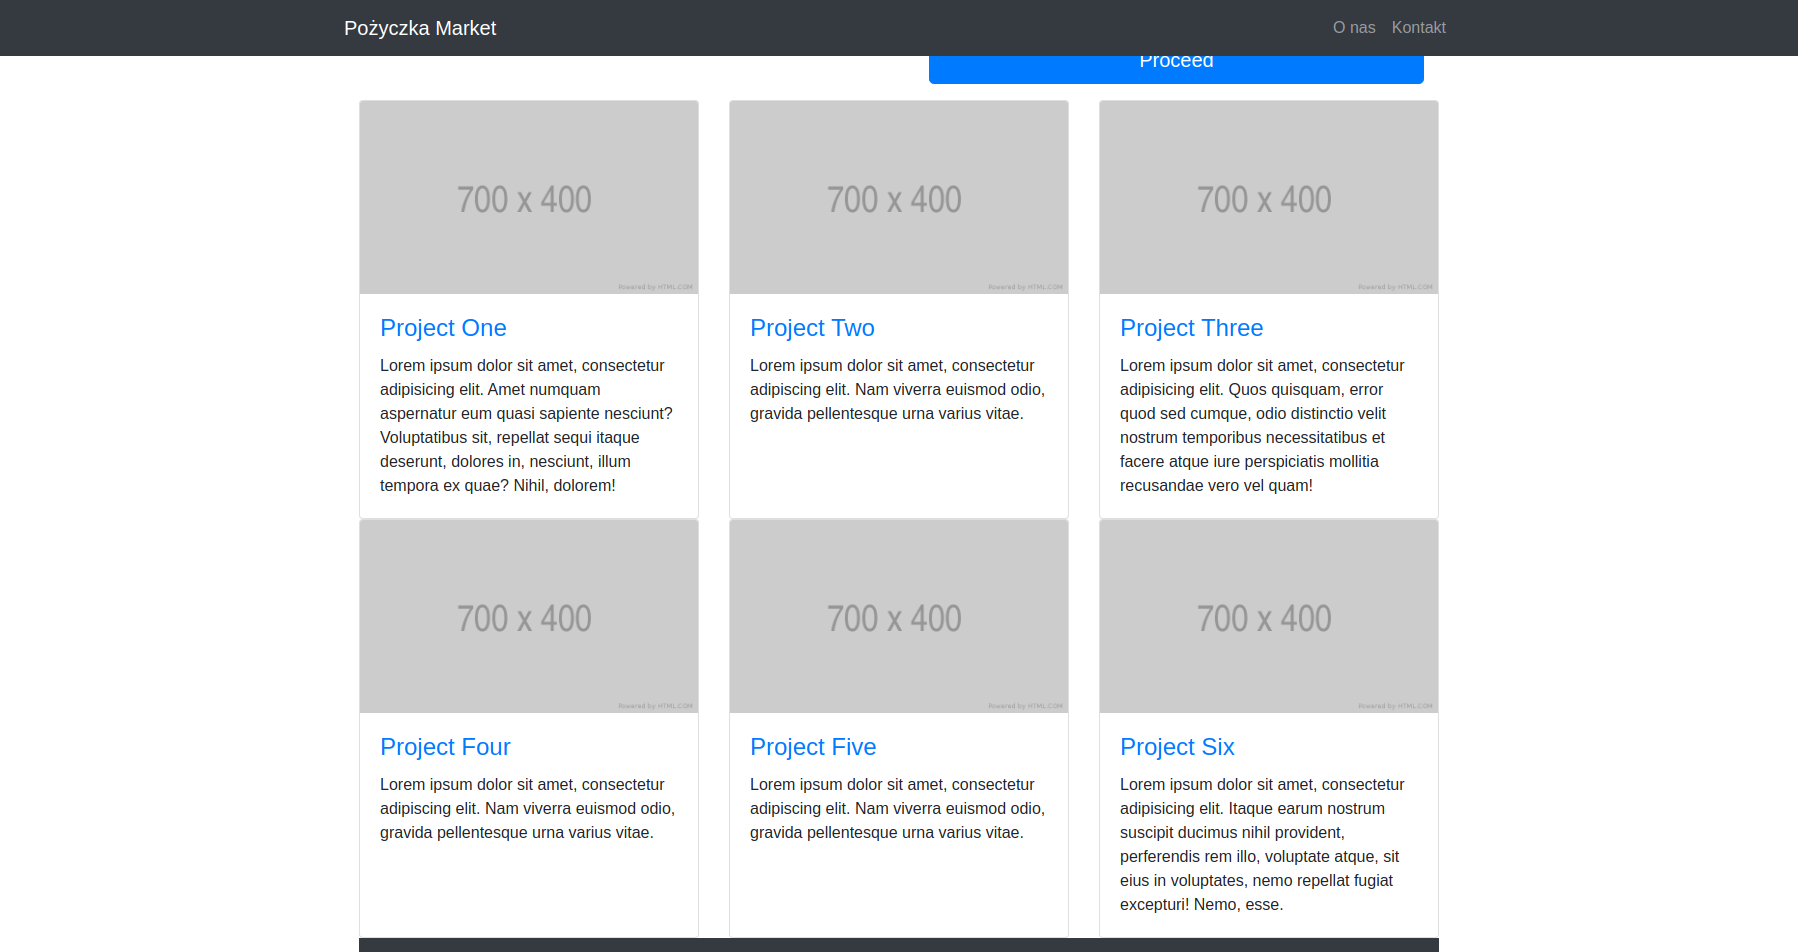 Pożyczka Market
O nas Kontakt
Proceed
700 x 400
Powered by HTML.COM
700 x 400
Powered by HTML.COM
700 x 400
Powered by HTML.COM
Project One
Lorem ipsum dolor sit amet, consectetur
adipisicing elit. Amet numquam
aspernatur eum quasi sapiente nesciunt?
Voluptatibus sit, repellat sequi itaque
deserunt, dolores in, nesciunt, illum
tempora ex quae? Nihil, dolorem!
Project Two
Lorem ipsum dolor sit amet, consectetur
adipiscing elit. Nam viverra euismod odio,
gravida pellentesque urna varius vitae.
Project Three
Lorem ipsum dolor sit amet, consectetur
adipisicing elit. Quos quisquam, error
quod sed cumque, odio distinctio velit
nostrum temporibus necessitatibus et
facere atque iure perspiciatis mollitia
recusandae vero vel quam!
700 x 400
Powered by HTML.COM
700 x 400
Powered by HTML.COM
700 x 400
Powered by HTML.COM
Project Four
Lorem ipsum dolor sit amet, consectetur
adipiscing elit. Nam viverra euismod odio,
gravida pellentesque urna varius vitae.
Project Five
Lorem ipsum dolor sit amet, consectetur
adipiscing elit. Nam viverra euismod odio,
gravida pellentesque urna varius vitae.
Project Six
Lorem ipsum dolor sit amet, consectetur
adipisicing elit. Itaque earum nostrum
suscipit ducimus nihil provident,
perferendis rem illo, voluptate atque, sit
eius in voluptates, nemo repellat fugiat
excepturi! Nemo, esse.